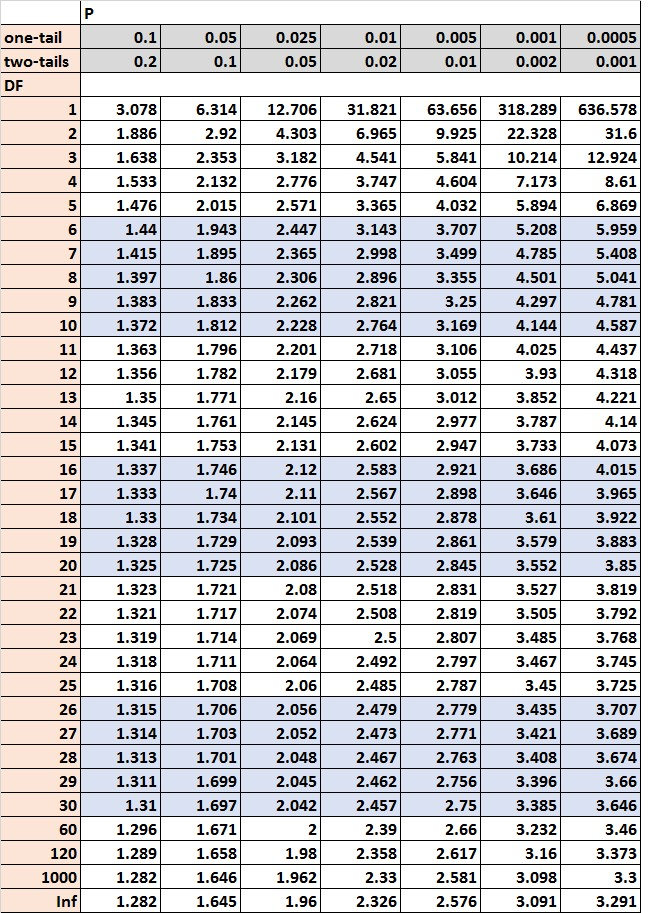 P
one-tail 0.1 0.05 0.025 0.01 0.005 0.001 0.0005
two-tails 0.2 0.1 0.05 0.02 0.01 0.002 0.001
DF
1 3.078 6.314 12.706 31.821 63.656 318.289 636.578
2 1.886 2.92 4.303 6.965 9.925 22.328 31.6
3 1.638 2.353 3.182 4.541 5.841 10.214 12.924
4 1.533 2.132 2.776 3.747 4.604 7.173 8.61
5 1.476 2.015 2.571 3.365 4.032 5.894 6.869
6 1.44 1.943 2.447 3.143 3.707 5.208 5.959
7 1.415 1.895 2.365 2.998 3.499 4.785 5.408
8 1.397 1.86 2.306 2.896 3.355 4.501 5.041
9 1.383 1.833 2.262 2.821 3.25 4.297 4.781
10 1.372 1.812 2.228 2.764 3.169 4.144 4.587
11 1.363 1.796 2.201 2.718 3.106 4.025 4.437
12 1.356 1.782 2.179 2.681 3.055 3.93 4.318
13 1.35 1.771 2.16 2.65 3.012 3.852 4.221
14 1.345 1.761 2.145 2.624 2.977 3.787 4.14
15 1.341 1.753 2.131 2.602 2.947 3.733 4.073
16 1.337 1.746 2.12 2.583 2.921 3.686 4.015
17 1.333 1.74 2.11 2.567 2.898 3.646 3.965
18 1.33 1.734 2.101 2.552 2.878 3.61 3.922
19 1.328 1.729 2.093 2.539 2.861 3.579 3.883
20 1.325 1.725 2.086 2.528 2.845 3.552 3.85
21 1.323 1.721 2.08 2.518 2.831 3.527 3.819
22 1.321 1.717 2.074 2.508 2.819 3.505 3.792
23 1.319 1.714 2.069 2.5 2.807 3.485 3.768
24 1.318 1.711 2.064 2.492 2.797 3.467 3.745
25 1.316 1.708 2.06 2.485 2.787 3.45 3.725
26 1.315 1.706 2.056 2.479 2.779 3.435 3.707
27 1.314 1.703 2.052 2.473 2.771 3.421 3.689
28 1.313 1.701 2.048 2.467 2.763 3.408 3.674
29 1.311 1.699 2.045 2.462 2.756 3.396 3.66
30 1.31 1.697 2.042 2.457 2.75 3.385 3.646
60 1.296 1.671 2 2.39 2.66 3.232 3.46
120 1.289 1.658 1.98 2.358 2.617 3.16 3.373
1000 1.282 1.646 1.962 2.33 2.581 3.098 3.3
Inf 1.282 1.645 1.96 2.326 2.576 3.091 3.291